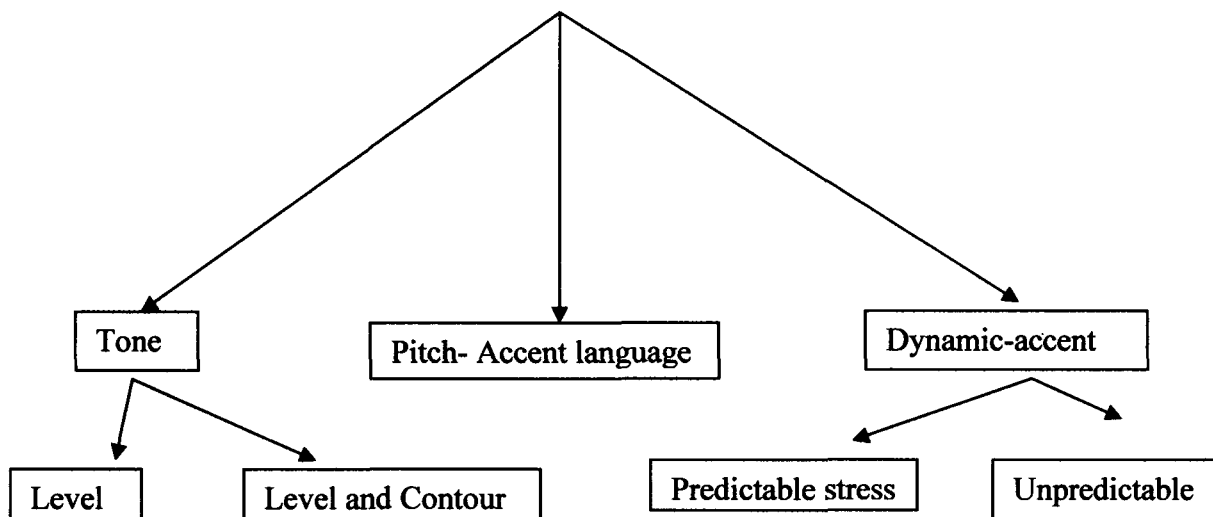 Tone
Pitch- Accent language
Dynamic-accent
Level
Level and Contour
Predictable stress
Unpredictable